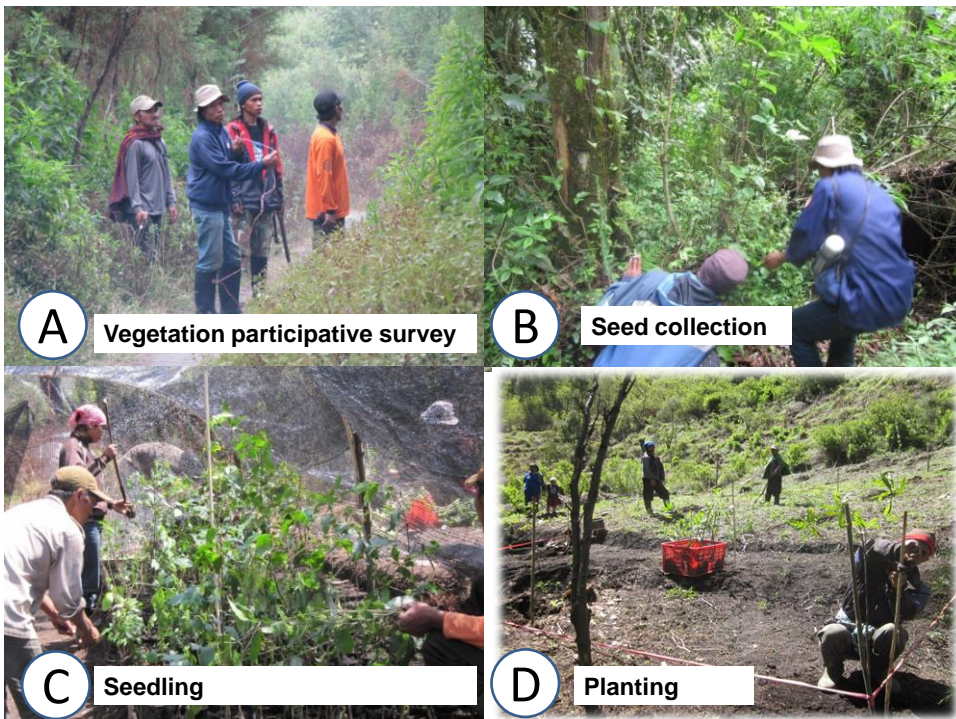 A
Vegetation participative survey
B
Seed collection
C
Seedling
D
Planting